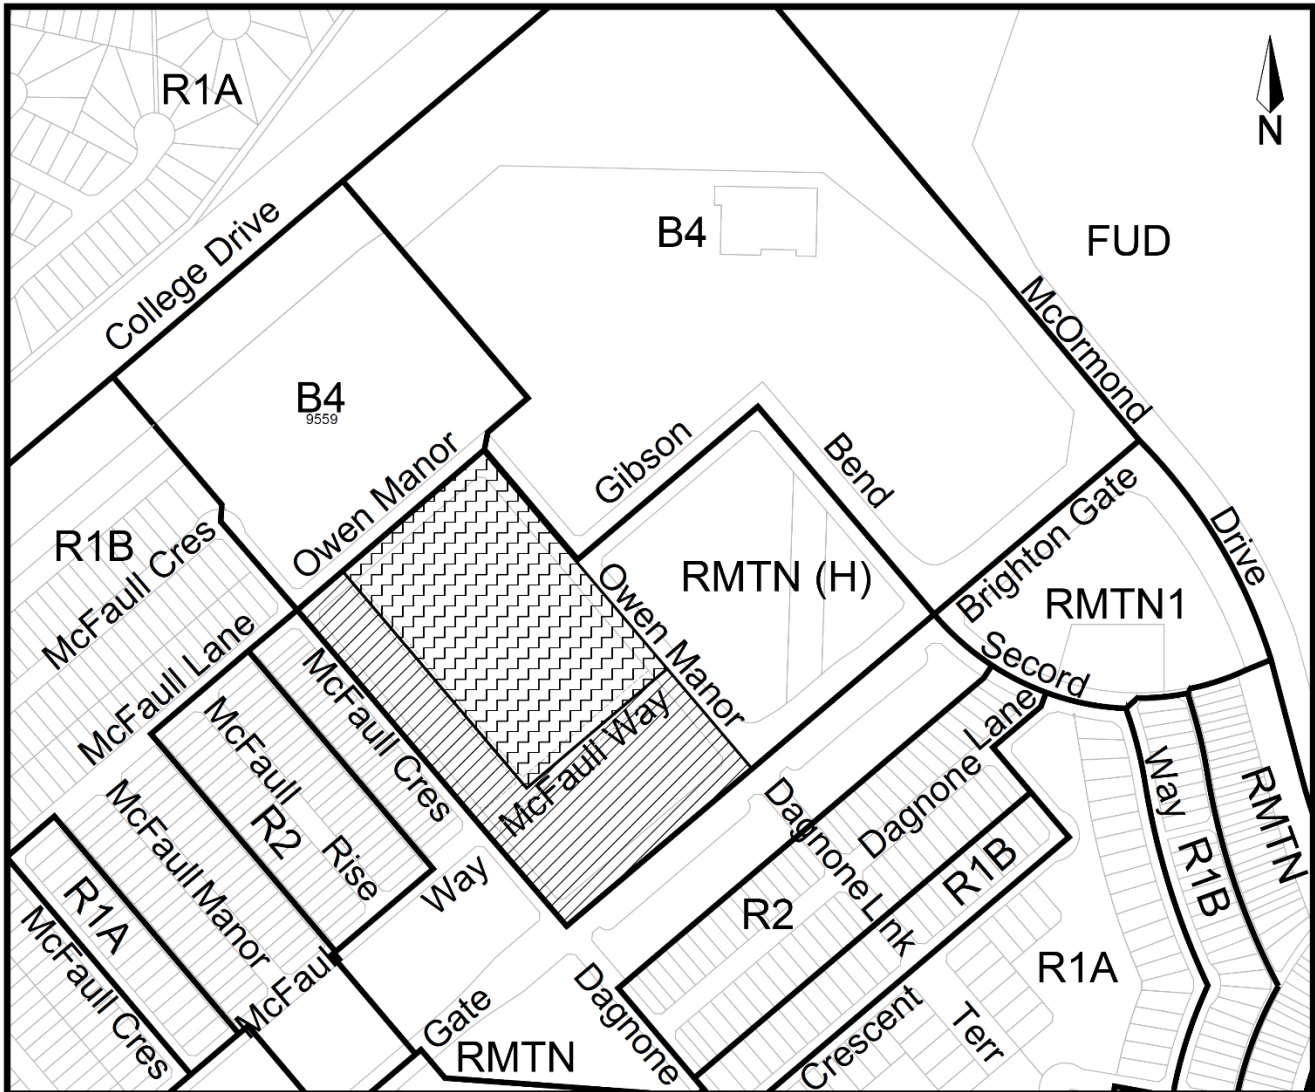 R1A
N
B4
FUD
College Drive
McOrmond
Drive
B4
9559
Owen Manor
Gibson
Bend
R1B
McFaull Cres
McFaull Lane
Owen Manor
RMTN (H)
Brighton Gate
RMTN1
Second
McFaull Cres
McFaull Way
McFaull Rise
R2
McFaull Manor
Way
McFaull
R1A
McFaull Cres
Dagnone Lane
Dagnone Link
R2
R1B
Way
R1B
RMTN
R1A
Gate
RMTN
Dagnone
Crescent
Terr